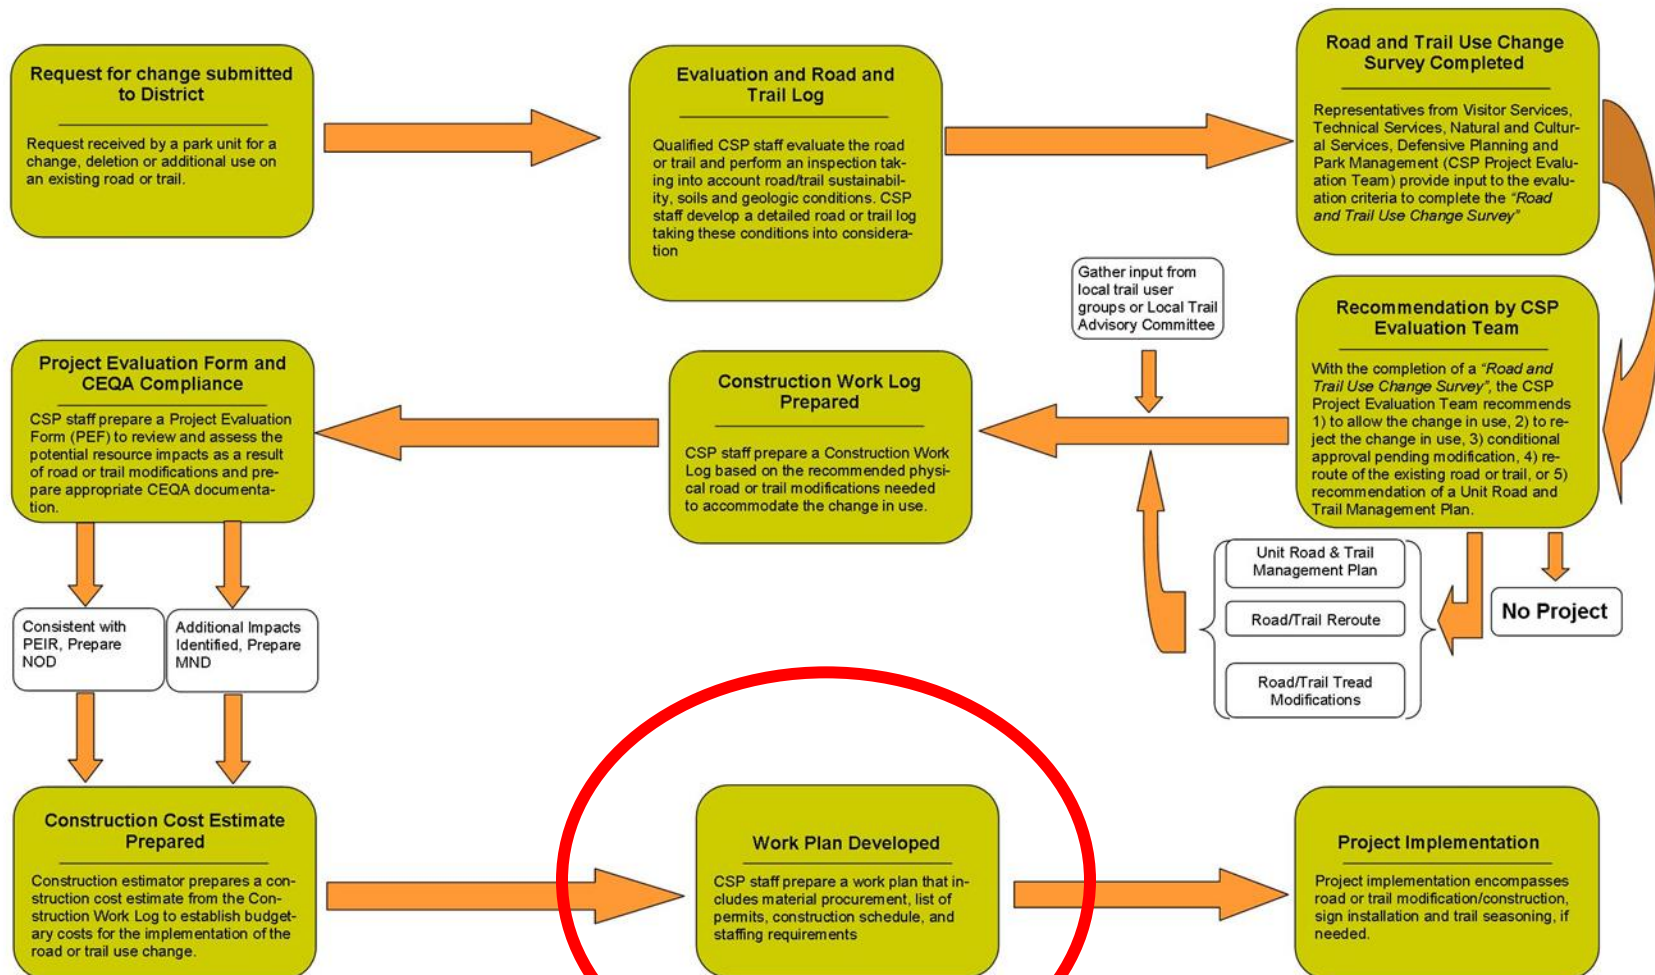 Request for change submitted
to District
Request received by a park unit for a
change, deletion or additional use on
an existing road or trail.
Evaluation and Road and
Trail Log
Qualified CSP staff evaluate the road
or trail and perform an inspection tak-
ing into account road/trail sustainabil-
ity, soils and geologic conditions. CSP
staff develop a detailed road or trail log
taking these conditions into considera-
tion
Road and Trail Use Change
Survey Completed
Representatives from Visitor Services,
Technical Services, Natural and Cultur-
al Services, Defensive Planning and
Park Management (CSP Project Evalu-
ation Team) provide input to the evalu-
ation criteria to complete the “Road
and Trail Use Change Survey”
Gather input from
local trail user
groups or Local Trail
Advisory Committee
Recommendation by CSP
Evaluation Team
With the completion of a “Road and
Trail Use Change Survey”, the CSP
Project Evaluation Team recommends
1) to allow the change in use, 2) to re-
ject the change in use, 3) conditional
approval pending modification, 4) re-
route of the existing road or trail, or 5)
recommendation of a Unit Road and
Trail Management Plan.
Construction Work Log
Prepared
CSP staff prepare a Construction Work
Log based on the recommended physi-
cal road or trail modifications needed
to accommodate the change in use.
Project Evaluation Form and
CEQA Compliance
CSP staff prepare a Project Evaluation
Form (PEF) to review and assess the
potential resource impacts as a result
of road or trail modifications and pre-
pare appropriate CEQA documenta-
tion.
Unit Road & Trail
Management Plan
Road/Trail Reroute
Road/Trail Tread
Modifications
No Project
Consistent with
PEIR, Prepare
NOD
Additional Impacts
Identified, Prepare
MND
Construction Cost Estimate
Prepared
Construction estimator prepares a con-
struction cost estimate from the Con-
struction Work Log to establish budget-
ary costs for the implementation of the
road or trail use change.
Work Plan Developed
CSP staff prepare a work plan that in-
cludes material procurement, list of
permits, construction schedule, and
staffing requirements
Project Implementation
Project implementation encompasses
road or trail modification/construction,
sign installation and trail seasoning, if
needed.